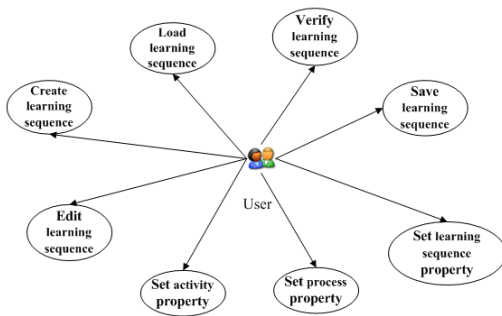 Load
learning
sequence
Verify
learning
sequence
Create
learning
sequence
Save
learning
sequence
User
Edit
learning
sequence
Set learning
sequence
property
Set activity
property
Set process
property